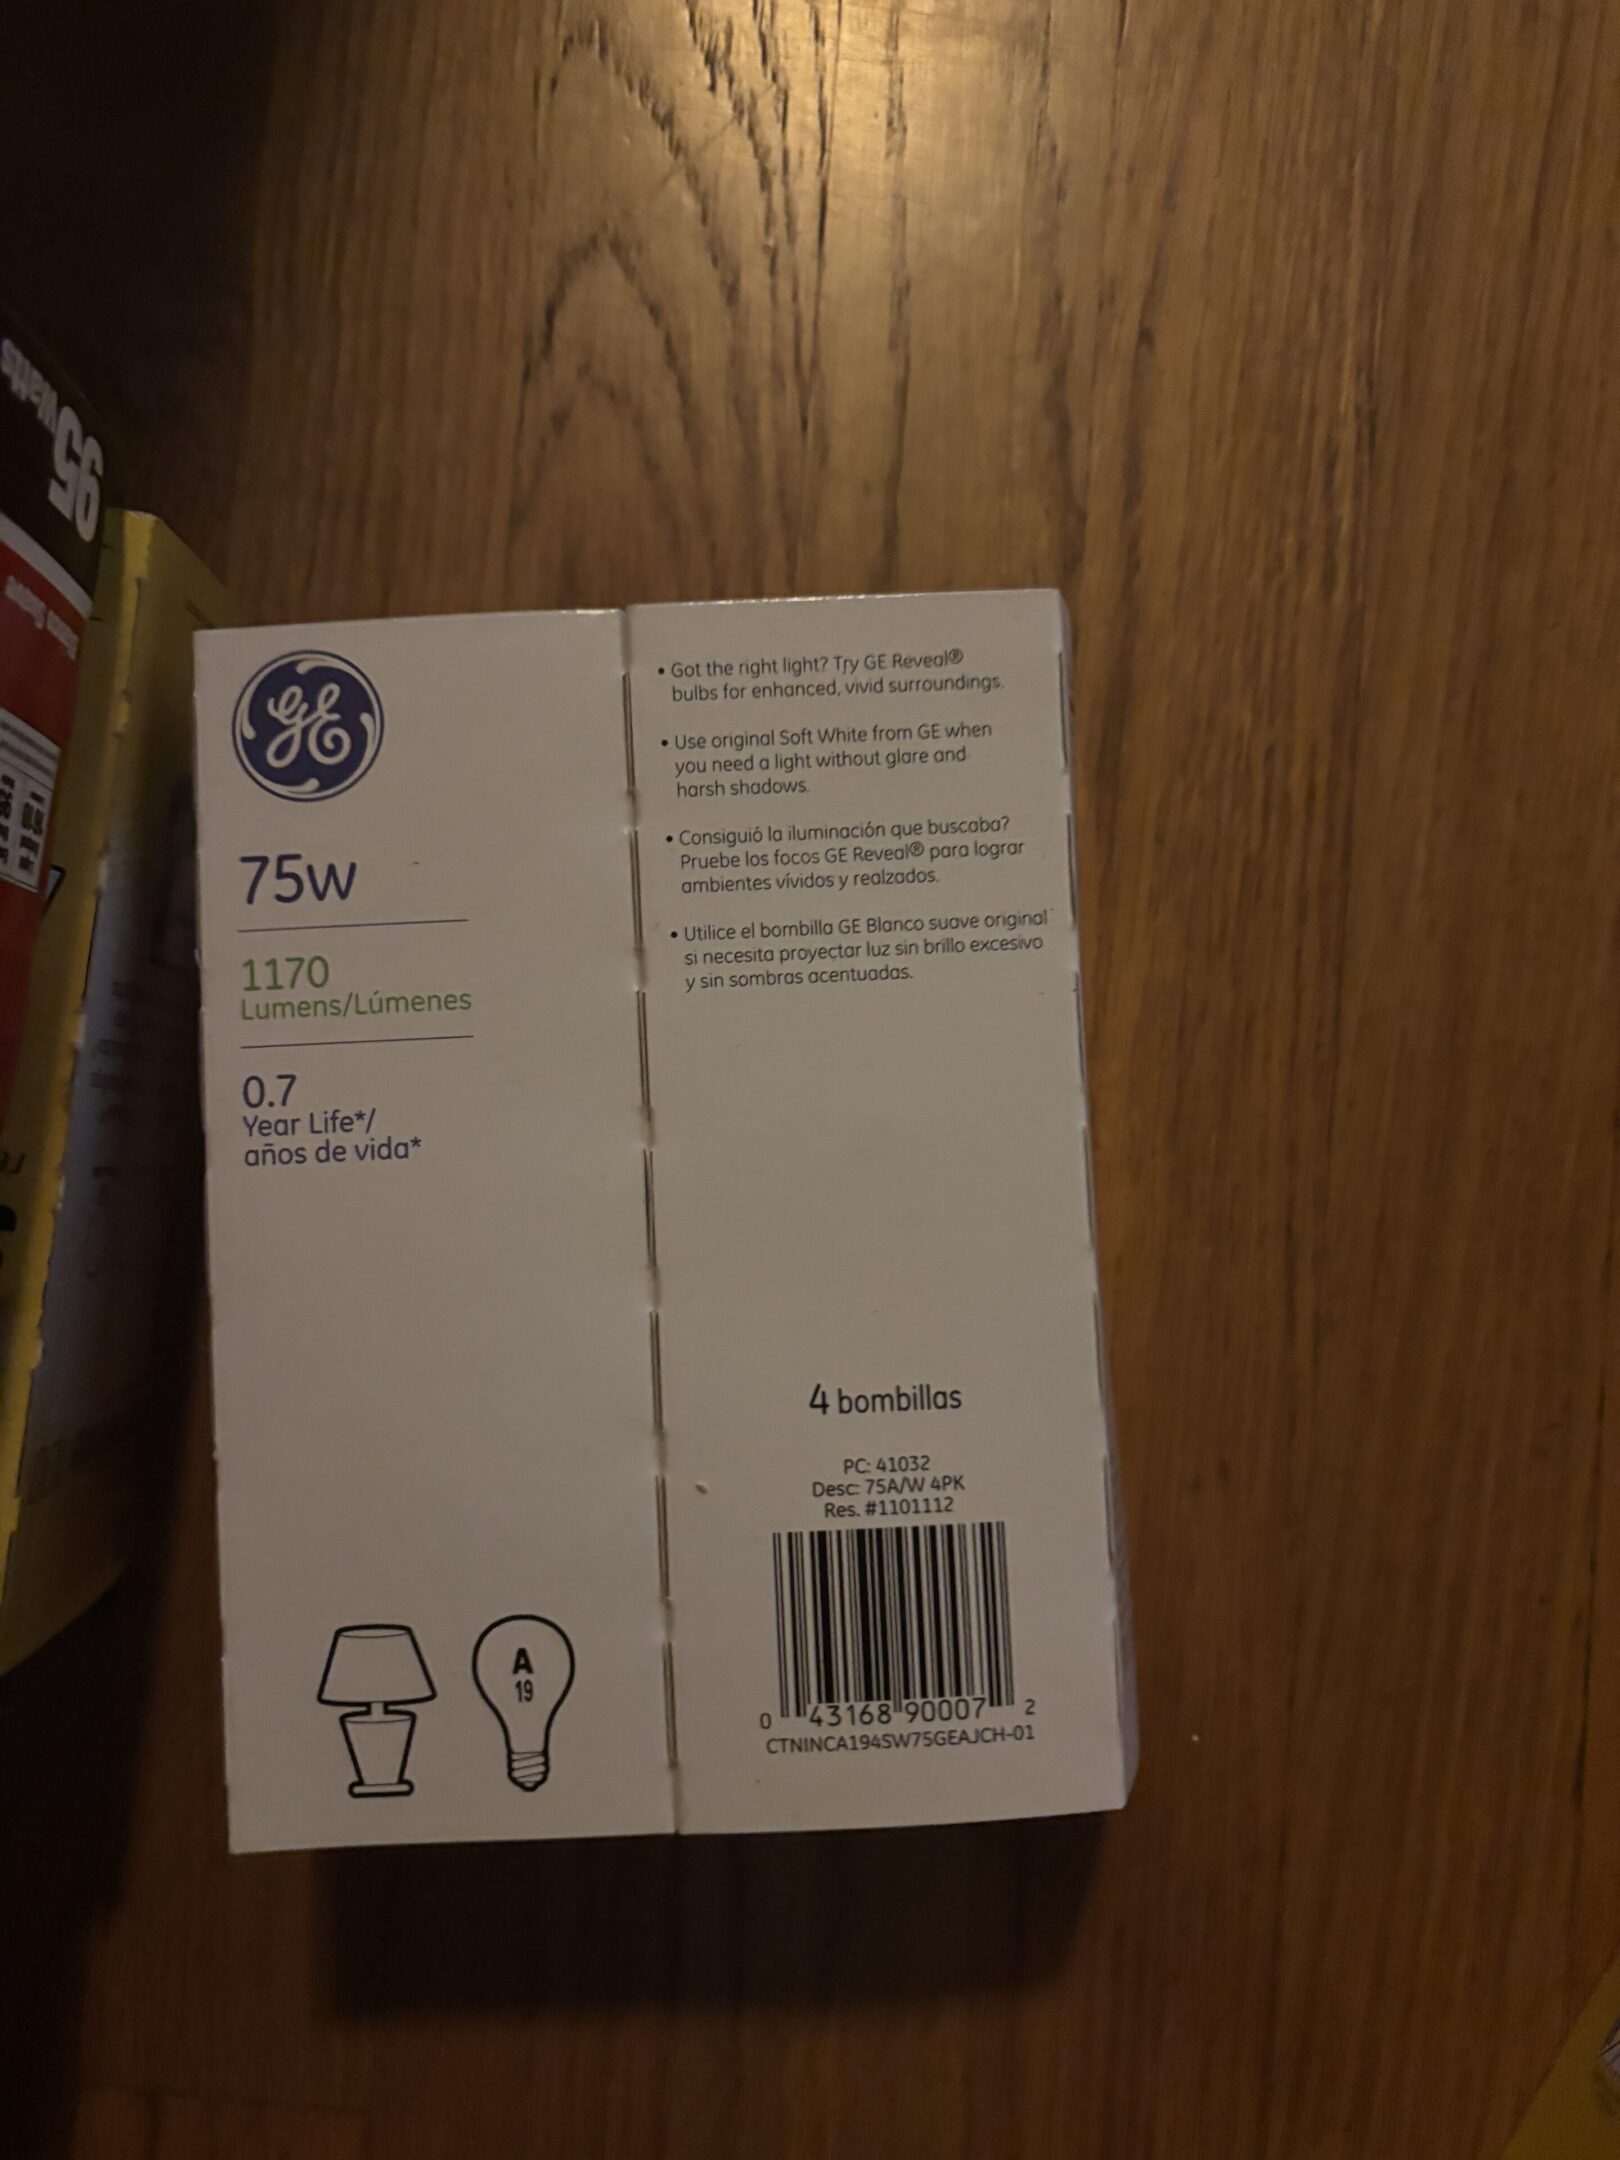 95 Watts
GE
75W
1170
Lumens/Lúmenes
0.7
Year Life*/
años de vida*
A
19
• Got the right light? Try GE Reveal®
bulbs for enhanced, vivid surroundings.
• Use original Soft White from GE when
you need a light without glare and
harsh shadows.
• Consiguió la iluminación que buscaba?
Pruebe los focos GE Reveal® para lograr
ambientes vívidos y realzados.
• Utilice el bombilla GE Blanco suave original
si necesita proyectar luz sin brillo excesivo
y sin sombras acentuadas.
4 bombillas
PC: 41032
Desc: 75A/W 4PK
Res. #1101112
0 43168 90007 2
CTNINCA194SW75GEAJCH-01